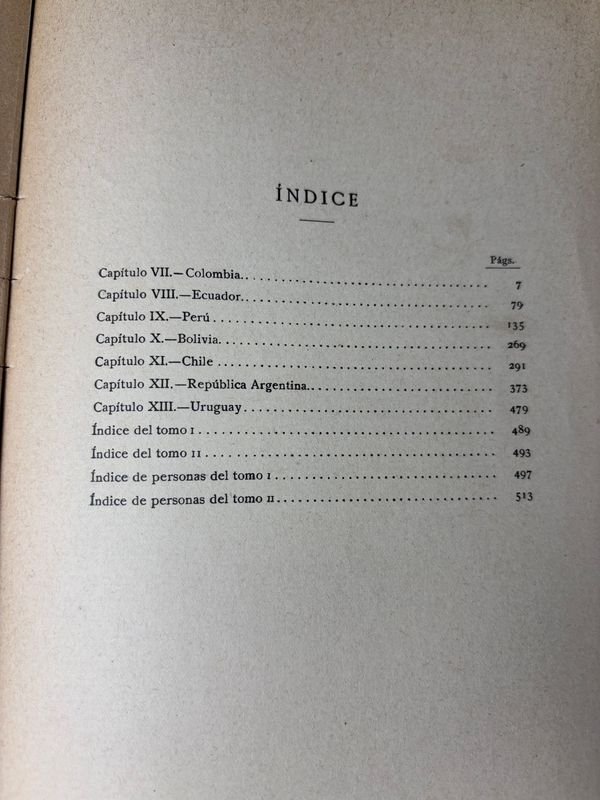 ÍNDICE
Págs.
Capítulo VII.—Colombia.. 7
Capítulo VIII.—Ecuador.. 79
Capítulo IX.—Perú 135
Capítulo X.—Bolivia. 269
Capítulo XI.—Chile 291
Capítulo XII.—República Argentina.. 373
Capítulo XIII.—Uruguay 479
Índice del tomo I 489
Índice del tomo II 493
Índice de personas del tomo I 497
Índice de personas del tomo II 513